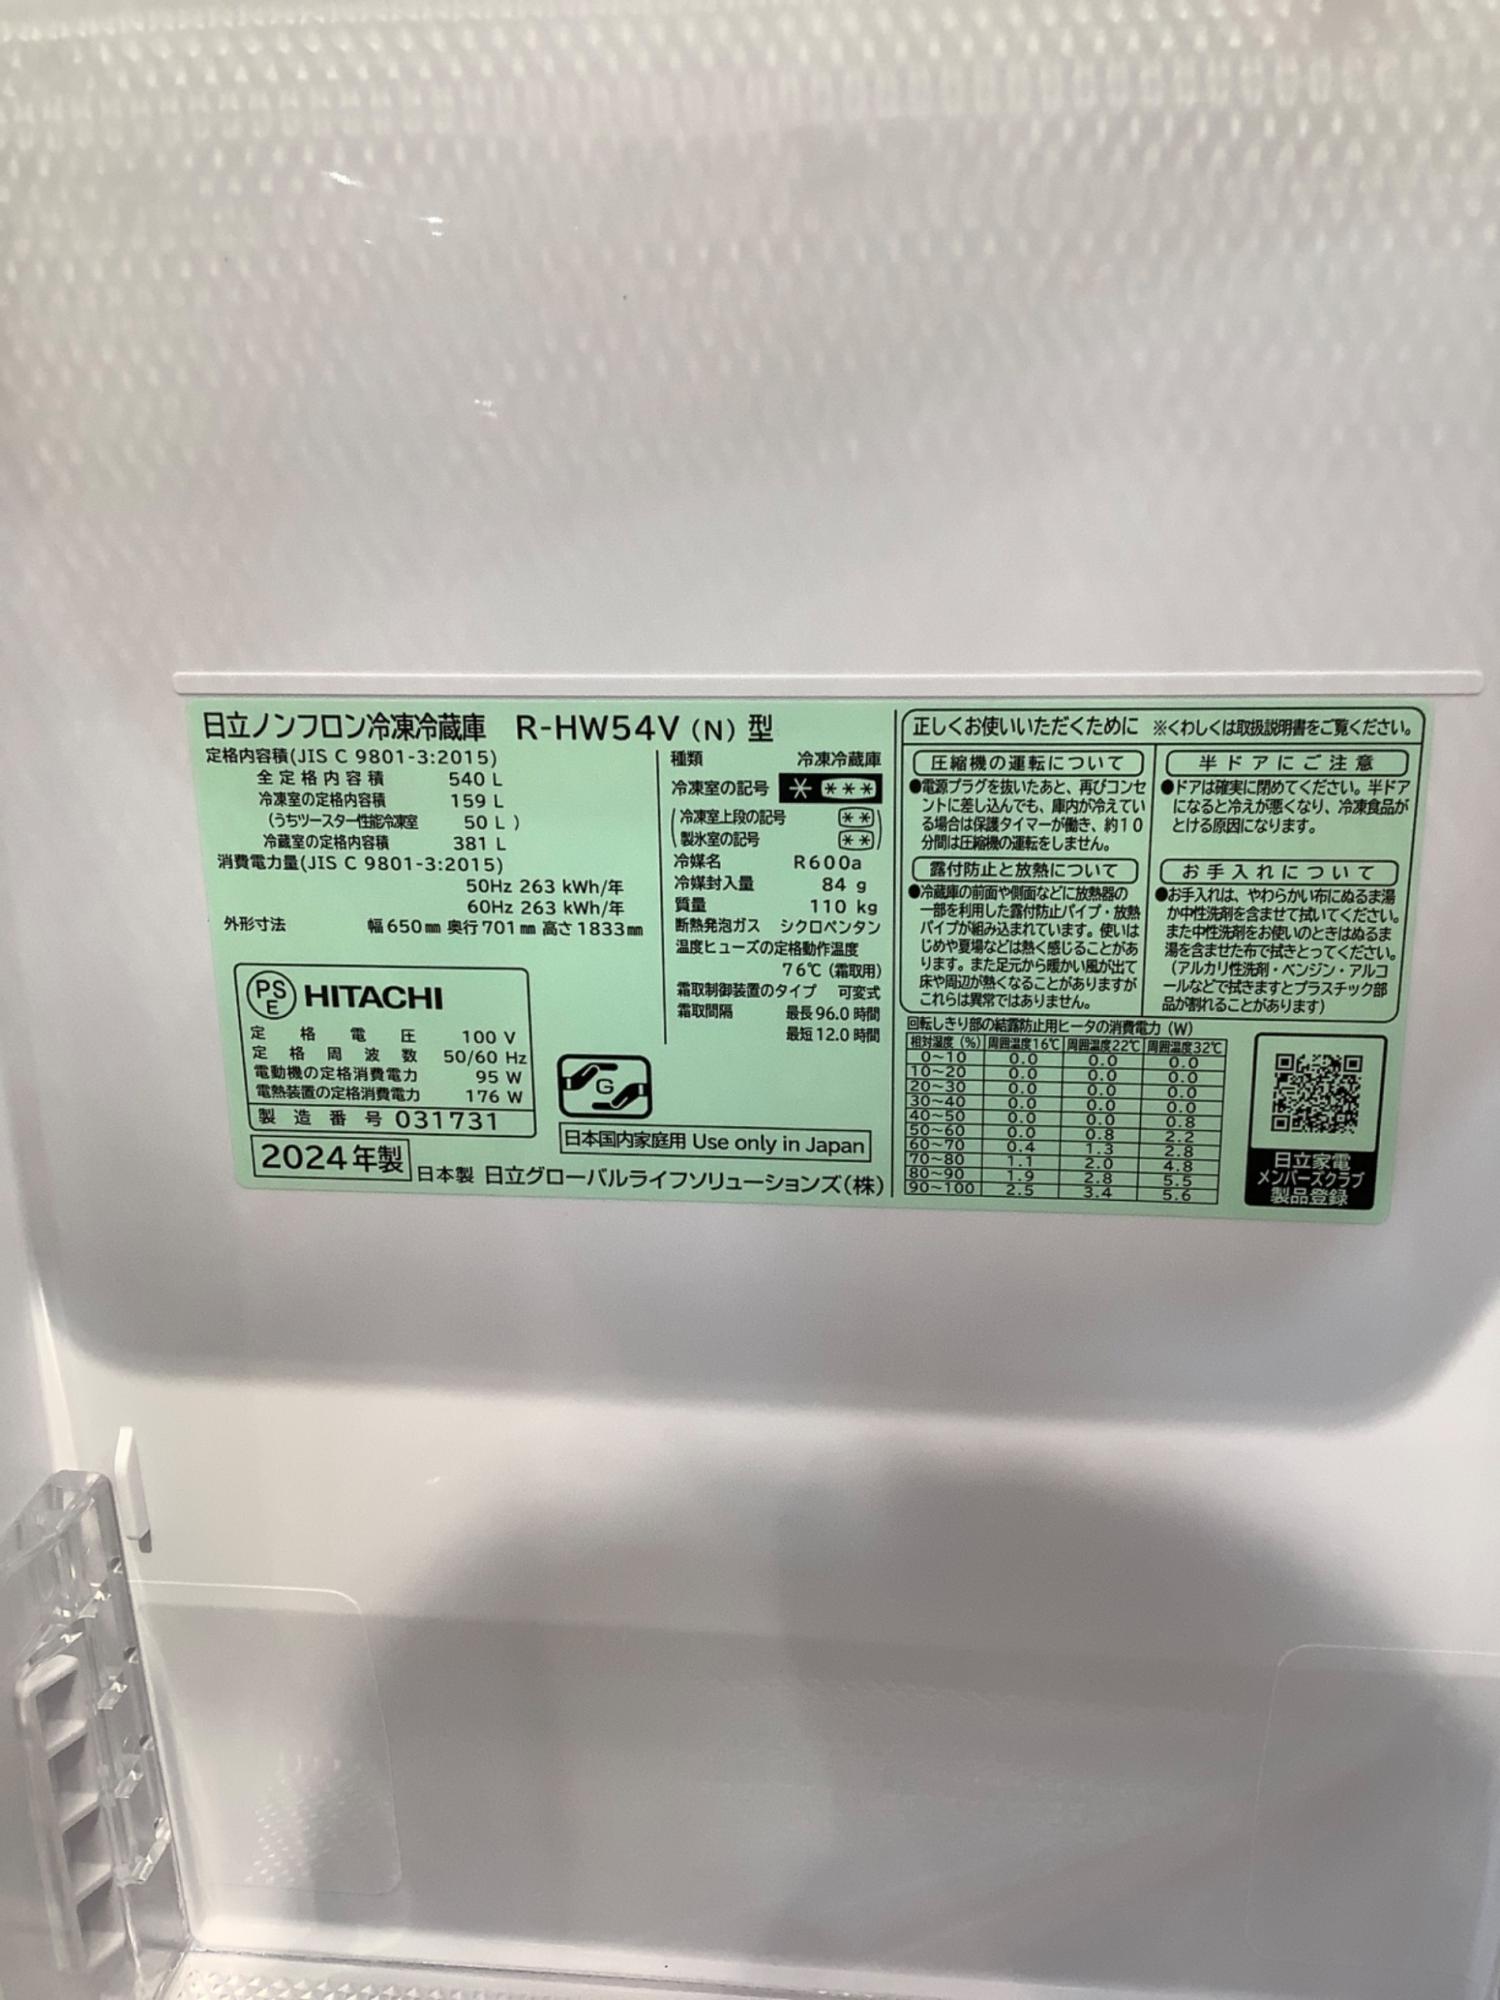 日立ノンフロン冷凍冷蔵庫 R-HW54V (N) 型
定格内容積(JIS C 9801-3:2015)
全定格内容積 540 L
冷凍室の定格内容積 159 L
(うちツースター性能冷凍室 50 L )
冷蔵室の定格内容積 381 L
消費電力量(JIS C 9801-3:2015)
50Hz 263 kWh/年
60Hz 263 kWh/年
外形寸法 幅650㎜ 奥行701㎜ 高さ1833㎜
PS E HITACHI
定格電圧 100 V
定格周波数 50/60 Hz
電動機の定格消費電力 95 W
電熱装置の定格消費電力 176 W
製造番号 031731
2024年製
日本製 日立グローバルライフソリューションズ(株)
種類 冷凍冷蔵庫
冷凍室の記号 * ***
冷凍室上段の記号 **
製氷室の記号 **
冷媒名 R600a
冷媒封入量 84 g
質量 110 kg
断熱発泡ガス シクロペンタン
温度ヒューズの定格動作温度
76℃(霜取用)
霜取制御装置のタイプ 可変式
霜取間隔 最長96.0時間
最短12.0時間
G
日本国内家庭用 Use only in Japan
正しくお使いいただくために ※くわしくは取扱説明書をご覧ください。
圧縮機の運転について
●電源プラグを抜いたあと、再びコンセ
ントに差し込んでも、庫内が冷えてい
る場合は保護タイマーが働き、約10
分間は圧縮機の運転をしません。
露付防止と放熱について
●冷蔵庫の前面や側面などに放熱器の
一部を利用した露付防止パイプ・放熱
パイプが組み込まれています。使いは
じめや夏場などは熱く感じることがあ
ります。また足元から暖かい風が出て
床や周辺が熱くなることがありますが
これらは異常ではありません。
半ドアにご注意
●ドアは確実に閉めてください。半ドア
になると冷えが悪くなり、冷凍食品が
とける原因になります。
お手入れについて
●お手入れは、やわらかい布にぬるま湯
か中性洗剤を含ませて拭いてください。
また中性洗剤をお使いのときはぬるま
湯を含ませた布で拭きとってください。
(アルカリ性洗剤・ベンジン・アルコ
ールなどで拭きますとプラスチック部
品が割れることがあります)
回転しきり部の結露防止用ヒータの消費電力(W)
相対湿度(%) 周囲温度16℃ 周囲温度22℃ 周囲温度32℃
0~10 0.0 0.0 0.0
10~20 0.0 0.0 0.0
20~30 0.0 0.0 0.0
30~40 0.0 0.0 0.0
40~50 0.0 0.0 0.8
50~60 0.0 0.8 2.2
60~70 0.4 1.3 2.8
70~80 1.1 2.0 4.8
80~90 1.9 2.8 5.5
90~100 2.5 3.4 5.6
日立家電
メンバーズクラブ
製品登録